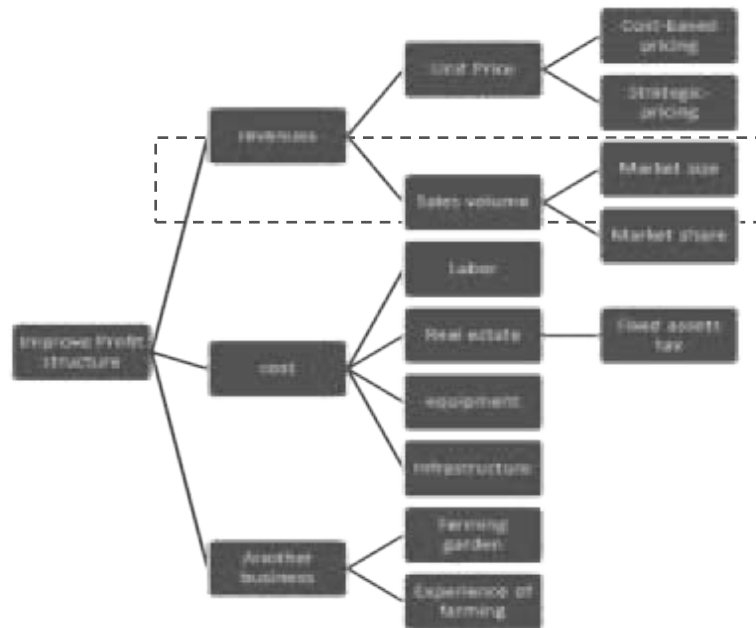 Cost-based
pricing
Unit Price
Strategic-
pricing
revenues
Market size
Sales volume
Market share
Labor
Improve Profit
structure
Real estate
Fixed assets
tax
cost
equipment
Infrastructure
Farming
garden
Another
business
Experience of
farming